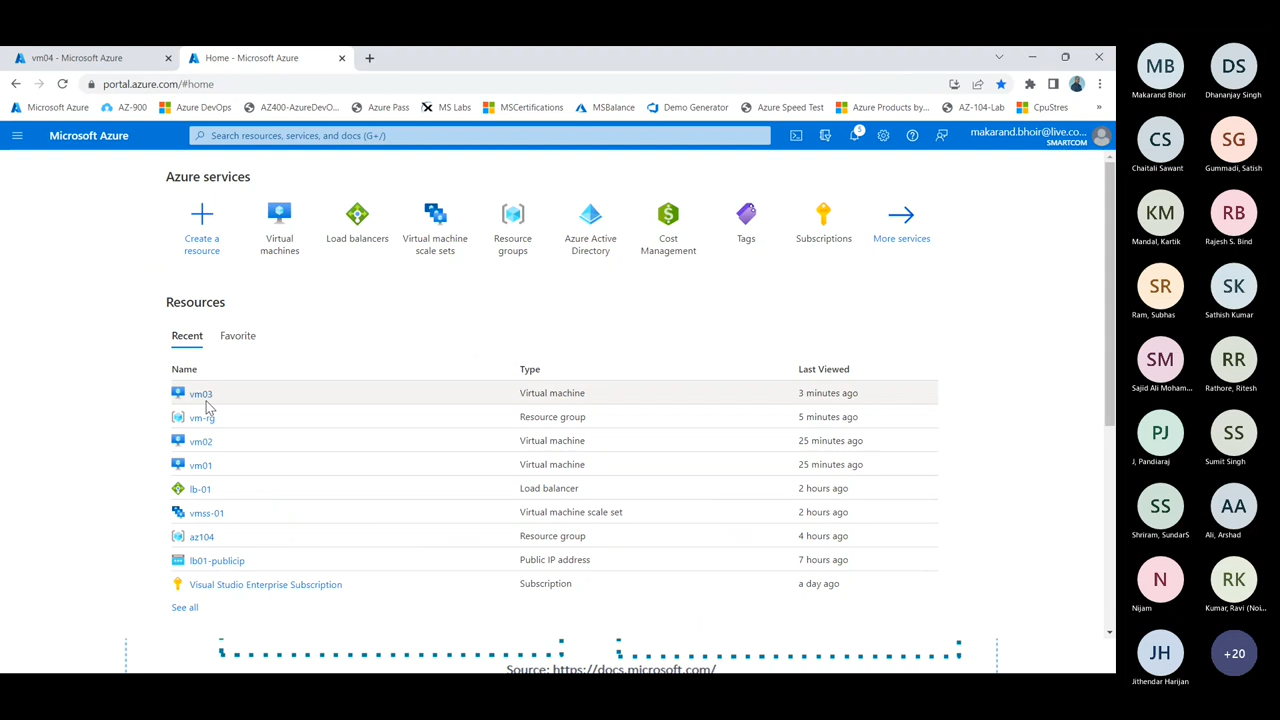 vm04 - Microsoft Azure
Home - Microsoft Azure
portal.azure.com/#home
Microsoft Azure
AZ-900
Azure DevOps
AZ400-AzureDevO...
Azure Pass
MS Labs
MSCertifications
MSBalance
Demo Generator
Azure Speed Test
Azure Products by...
AZ-104-Lab
CpuStres
»
Microsoft Azure
Search resources, services, and docs (G+/)
5
makarand.bhoir@live.co...
SMARTCOM
Azure services
Create a
resource
Virtual
machines
Load balancers
Virtual machine
scale sets
Resource
groups
Azure Active
Directory
Cost
Management
Tags
Subscriptions
More services
Resources
Recent
Favorite
Name
Type
Last Viewed
vm03
Virtual machine
3 minutes ago
vm-rg
Resource group
5 minutes ago
vm02
Virtual machine
25 minutes ago
vm01
Virtual machine
25 minutes ago
lb-01
Load balancer
2 hours ago
vmss-01
Virtual machine scale set
2 hours ago
az104
Resource group
4 hours ago
lb01-publicip
Public IP address
7 hours ago
Visual Studio Enterprise Subscription
Subscription
a day ago
See all
Source: https://docs.microsoft.com/
MB
Makarand Bhoir
DS
Dhananjay Singh
CS
Chaitali Sawant
SG
Gummadi, Satish
KM
Mandal, Kartik
RB
Rajesh S. Bind
SR
Ram, Subhas
SK
Sathish Kumar
SM
Sajid Ali Moham...
RR
Rathore, Ritesh
PJ
J, Pandiaraj
SS
Sumit Singh
SS
Shriram, SundarS
AA
Ali, Arshad
N
Nijam
RK
Kumar, Ravi (Noi...
JH
Jithendar Harijan
+20